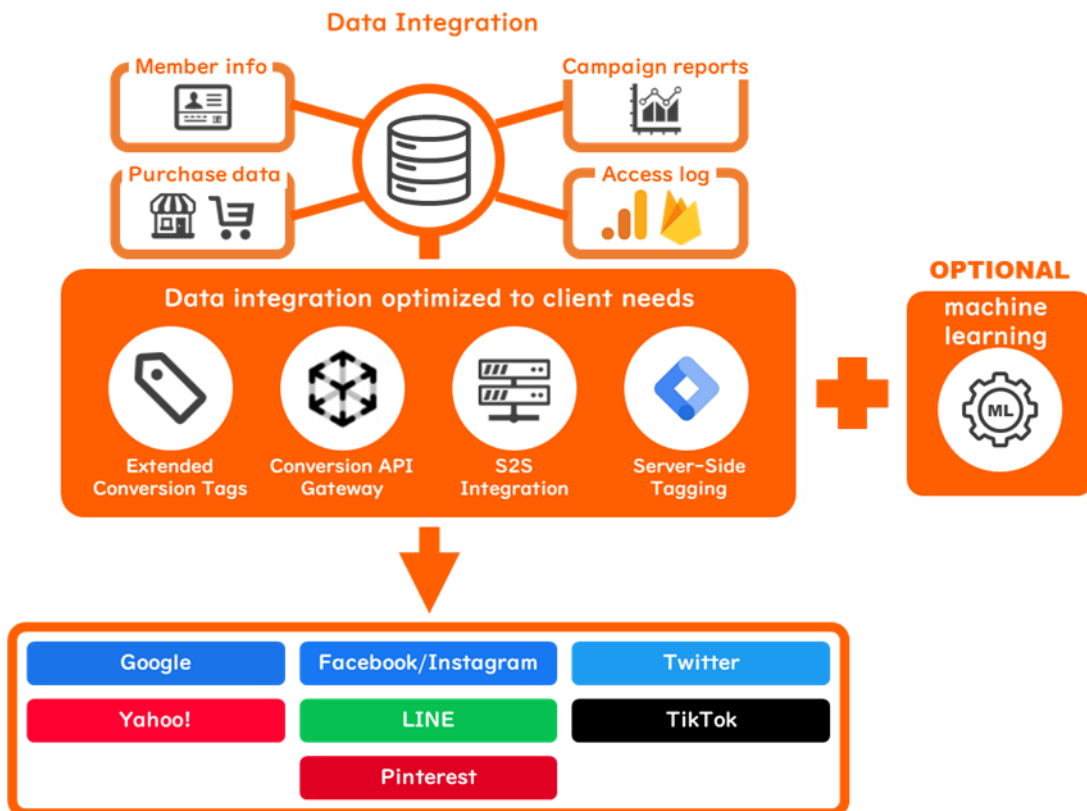 Data Integration
Member info
Campaign reports
Purchase data
Access log
Data integration optimized to client needs
Extended
Conversion Tags
Conversion API
Gateway
S2S
Integration
Server-Side
Tagging
OPTIONAL
machine
learning
ML
Google
Facebook/Instagram
Twitter
Yahoo!
LINE
TikTok
Pinterest